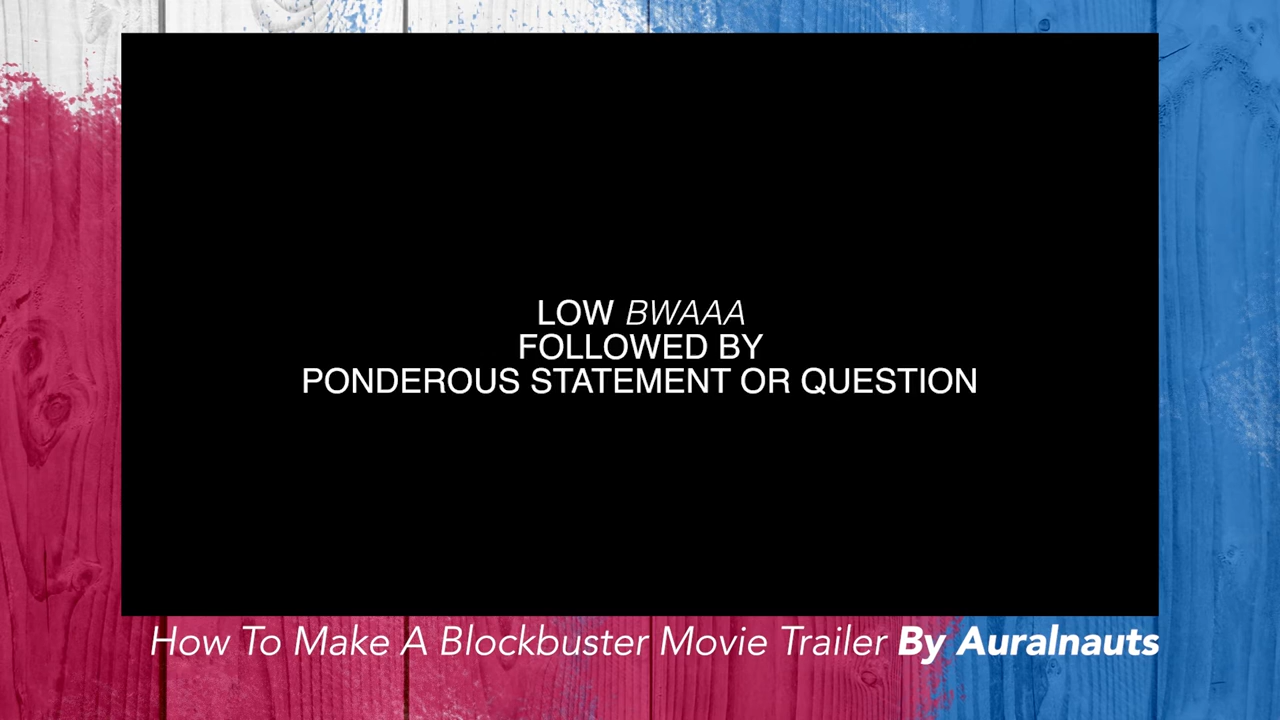 LOW BWAAA
FOLLOWED BY
PONDEROUS STATEMENT OR QUESTION
How To Make A Blockbuster Movie Trailer By Auralnauts